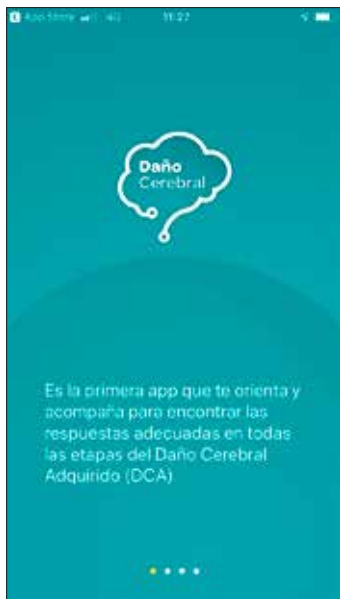 App Store 4G 11:27
Daño
Cerebral
Es la primera app que te orienta y
acompaña para encontrar las
respuestas adecuadas en todas
las etapas del Daño Cerebral
Adquirido (DCA)